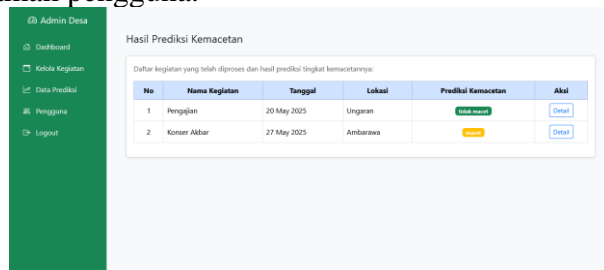 Admin Desa
Dashboard
Kelola Kegiatan
Data Prediksi
Pengguna
Logout
Hasil Prediksi Kemacetan
Daftar kegiatan yang telah diproses dan hasil prediksi tingkat kemacetannya:
No Nama Kegiatan Tanggal Lokasi Prediksi Kemacetan Aksi
1 Pengajian 20 May 2025 Ungaran tidak macet Detail
2 Konser Akbar 27 May 2025 Ambarawa macet Detail